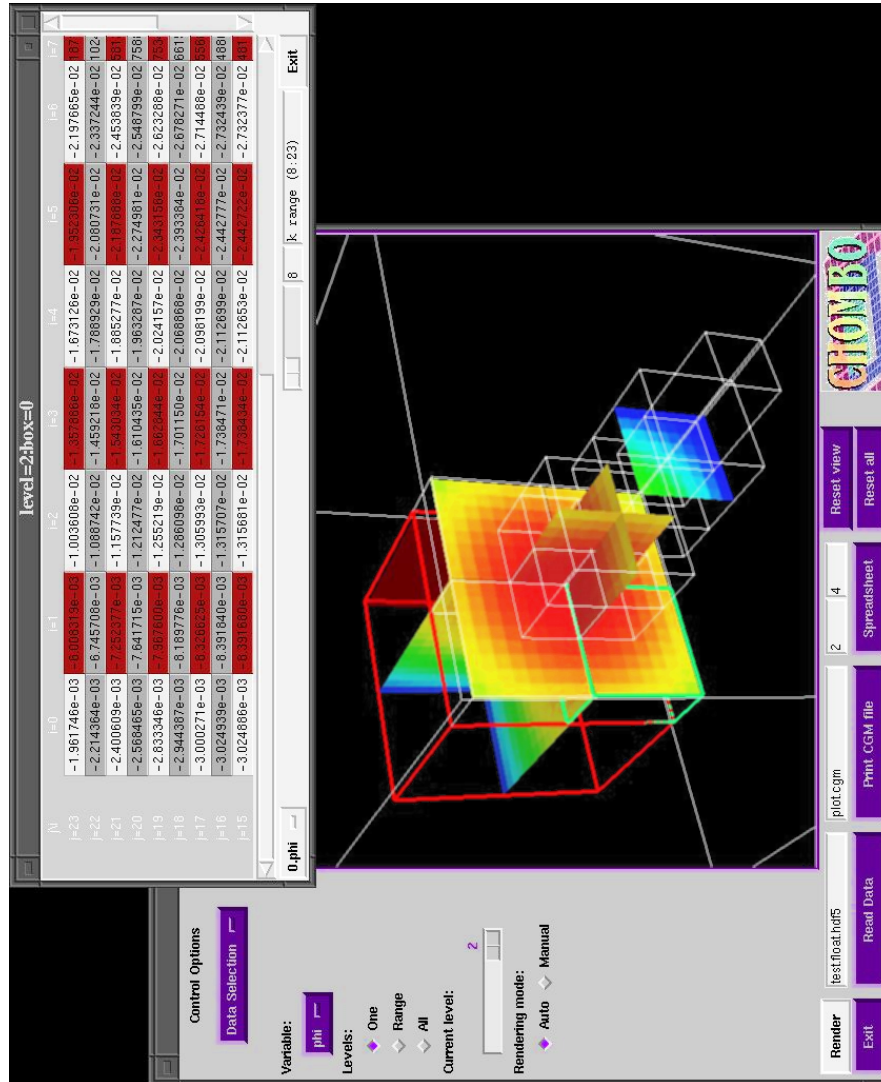 level=2:box=0
j\i i=0 i=1 i=2 i=3 i=4 i=5 i=6 i=7
j=23 -1.961746e-03 -6.008319e-03 -1.003608e-02 -1.357866e-02 -1.673126e-02 -1.952306e-02 -2.197665e-02
j=22 -2.214364e-03 -6.745708e-03 -1.088742e-02 -1.459218e-02 -1.788929e-02 -2.080731e-02 -2.337244e-02
j=21 -2.400609e-03 -7.252377e-03 -1.157739e-02 -1.543034e-02 -1.885277e-02 -2.187888e-02 -2.453839e-02
j=20 -2.568465e-03 -7.641715e-03 -1.212477e-02 -1.610435e-02 -1.963287e-02 -2.274981e-02 -2.548799e-02
j=19 -2.833346e-03 -7.987600e-03 -1.255219e-02 -1.662644e-02 -2.024157e-02 -2.343156e-02 -2.623288e-02
j=18 -2.944387e-03 -8.189776e-03 -1.286098e-02 -1.701150e-02 -2.068868e-02 -2.393384e-02 -2.678271e-02
j=17 -3.000271e-03 -8.326625e-03 -1.305993e-02 -1.726154e-02 -2.098199e-02 -2.426418e-02 -2.714488e-02
j=16 -3.024939e-03 -8.391840e-03 -1.315707e-02 -1.738471e-02 -2.112699e-02 -2.442777e-02 -2.732439e-02
j=15 -3.024886e-03 -8.391680e-03 -1.315681e-02 -1.738434e-02 -2.112653e-02 -2.442722e-02 -2.732377e-02
0.phi 8 k range (8:23) Exit
Control Options
Data Selection
Variable:
phi
Levels:
One
Range
All
Current level:
2
Rendering mode:
Auto Manual
Render test.float.hdf5 plot.cgm 2 4 Reset view
Exit Read Data Print CGM file Spreadsheet Reset all
CHOMBO